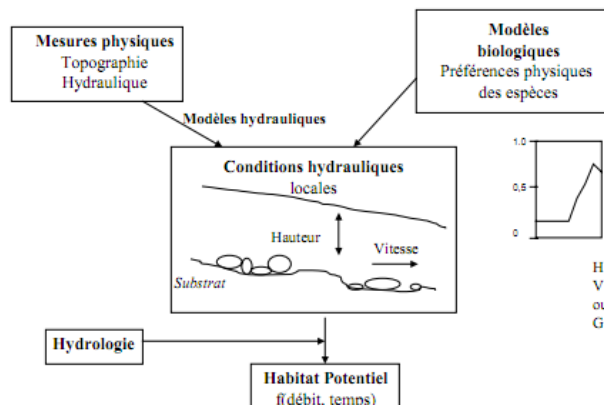 Mesures physiques
Topographie
Hydraulique
Modèles
biologiques
Préférences physiques
des espèces
Modèles hydrauliques
Conditions hydrauliques
locales
Hauteur
Vitesse
Substrat
1.0
0,5
0
H
V
ou
G
Hydrologie
Habitat Potentiel
f(débit, temps)